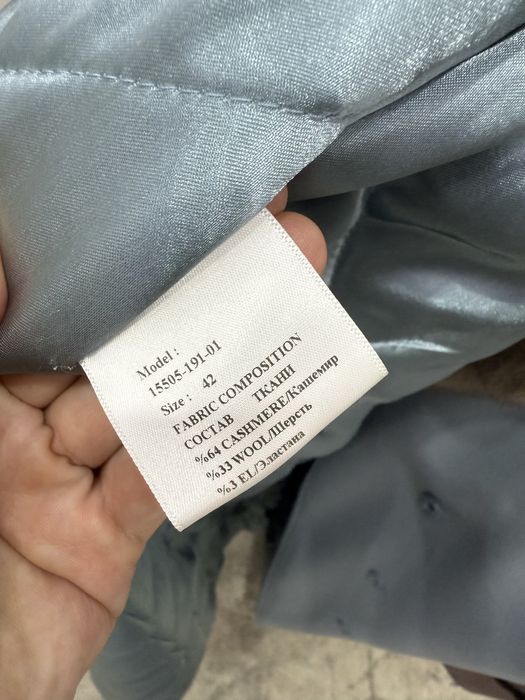 Model :
15505-191-01
Size : 42
FABRIC COMPOSITION
СОСТАВ ТКАНИ
%64 CASHMERE/Кашемир
%33 WOOL/Шерсть
%3 EL/Эластана